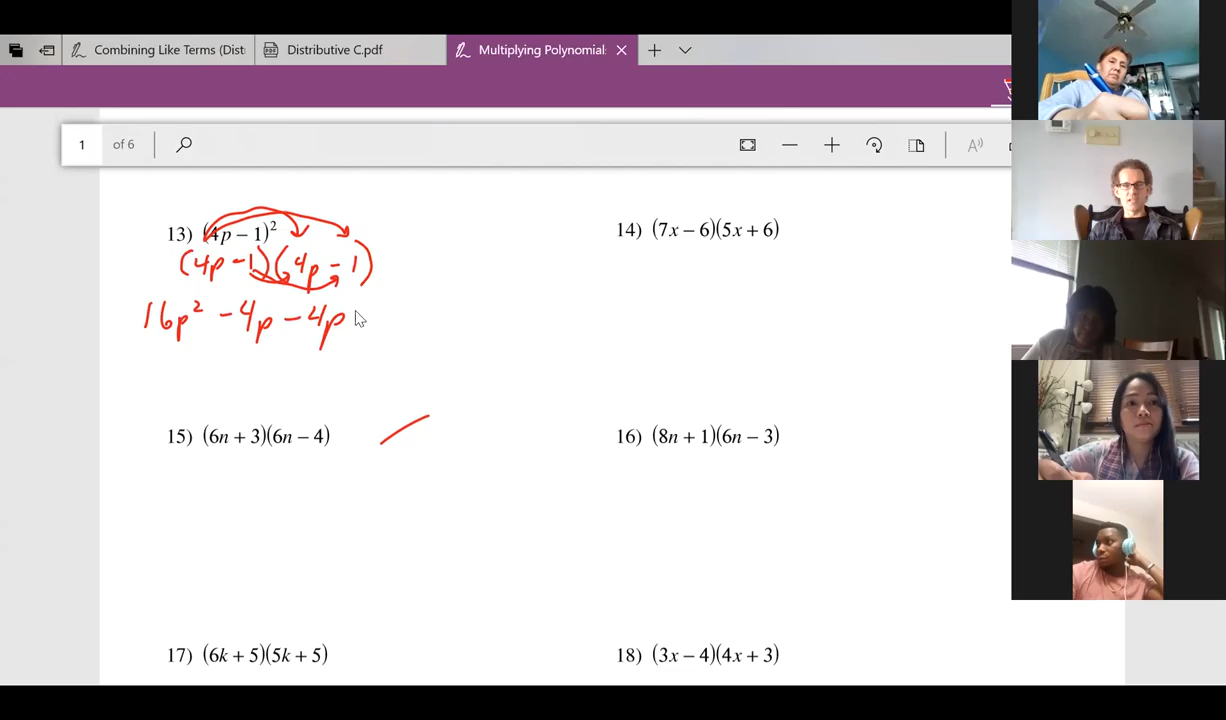 Combining Like Terms (Dist
Distributive C.pdf
Multiplying Polynomial:
1 of 6
13) (4p − 1)²
(4p − 1)(4p − 1)
16p² − 4p − 4p
14) (7x − 6)(5x + 6)
15) (6n + 3)(6n − 4)
16) (8n + 1)(6n − 3)
17) (6k + 5)(5k + 5)
18) (3x − 4)(4x + 3)